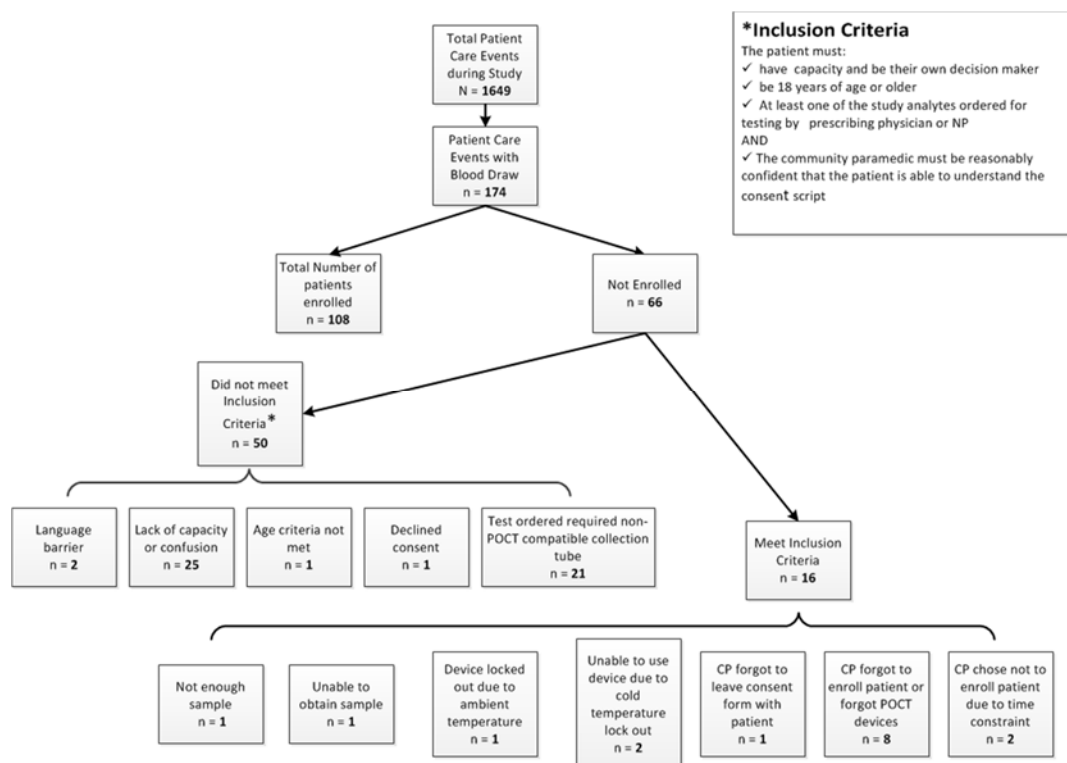 Total Patient
Care Events
during Study
N = 1649
*Inclusion Criteria
The patient must:
✓ have capacity and be their own decision maker
✓ be 18 years of age or older
✓ At least one of the study analytes ordered for
testing by prescribing physician or NP
AND
✓ The community paramedic must be reasonably
confident that the patient is able to understand the
consent script
Patient Care
Events with
Blood Draw
n = 174
Total Number of
patients
enrolled
n = 108
Not Enrolled
n = 66
Did not meet
Inclusion
Criteria*
n = 50
Language
barrier
n = 2
Lack of capacity
or confusion
n = 25
Age criteria not
met
n = 1
Declined
consent
n = 1
Test ordered required non-
POCT compatible collection
tube
n = 21
Meet Inclusion
Criteria
n = 16
Not enough
sample
n = 1
Unable to
obtain sample
n = 1
Device locked
out due to
ambient
temperature
n = 1
Unable to use
device due to
cold
temperature
lock out
n = 2
CP forgot to
leave consent
form with
patient
n = 1
CP forgot to
enroll patient or
forgot POCT
devices
n = 8
CP chose not to
enroll patient
due to time
constraint
n = 2